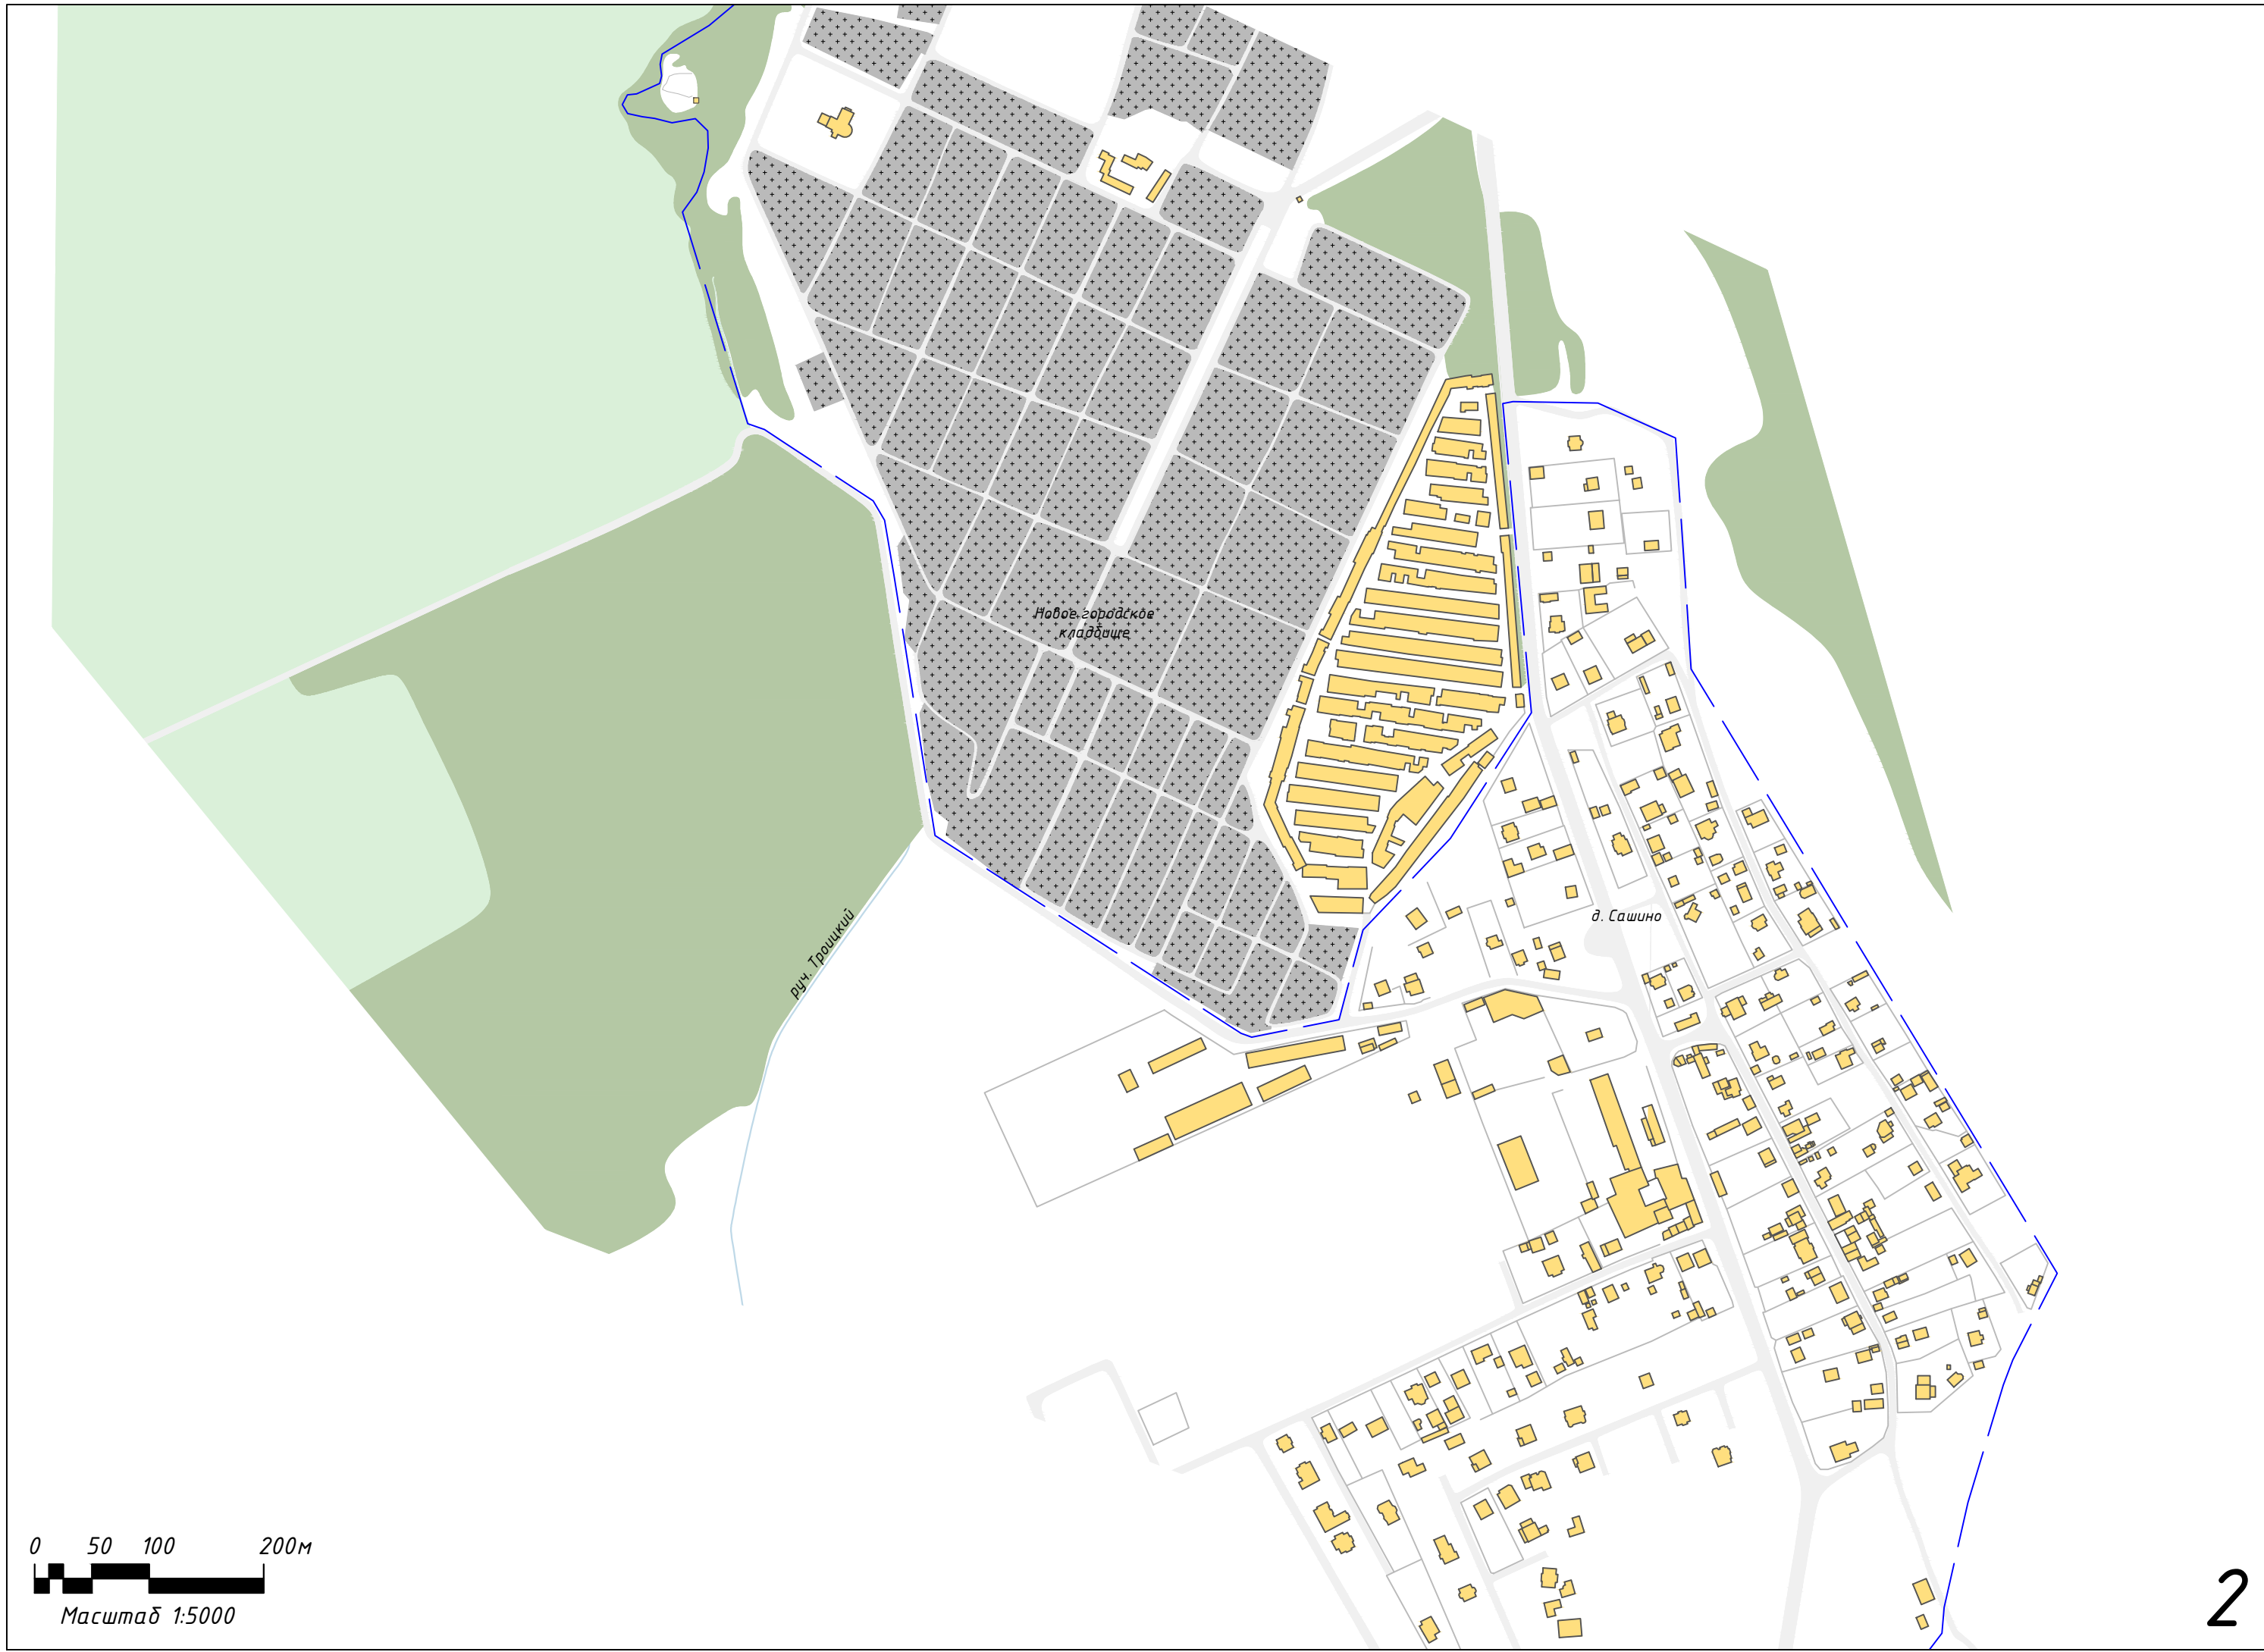 Новое городское
кладбище
д. Сашино
руч. Троицкий
0 50 100 200м
Масштаб 1:5000
2